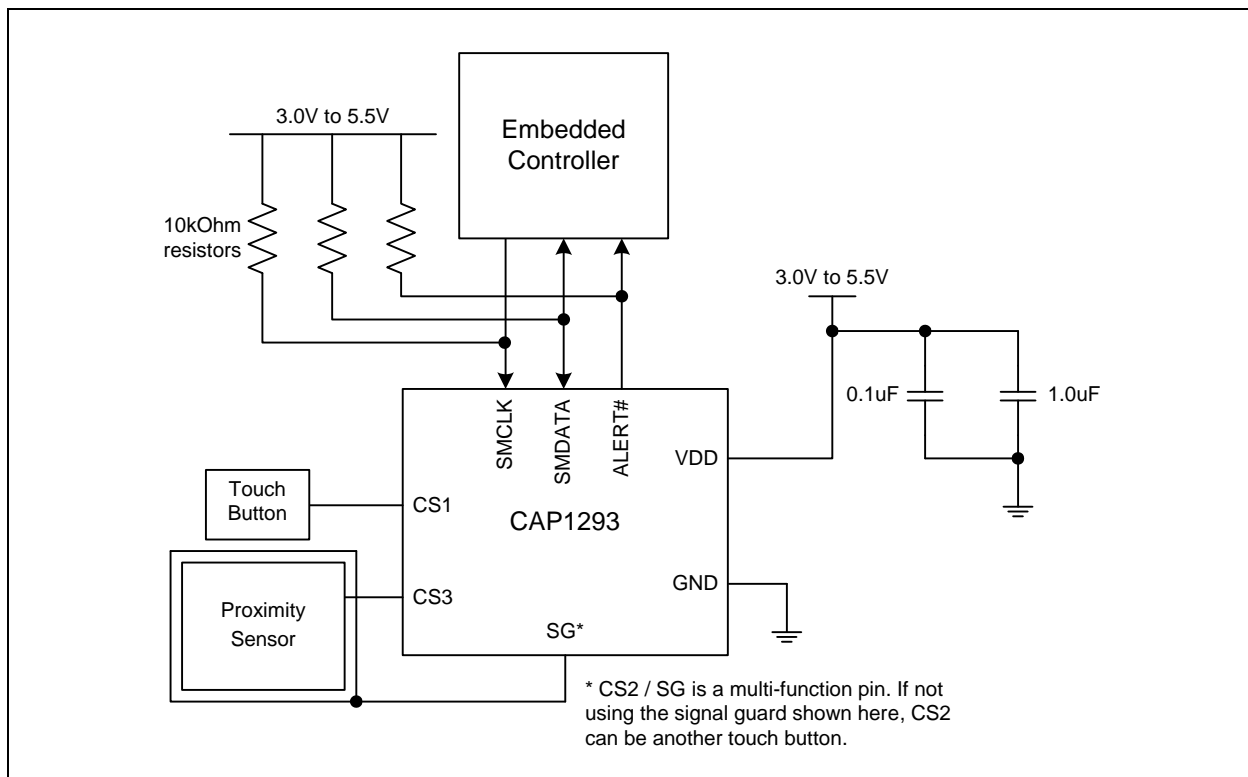 3.0V to 5.5V
Embedded
Controller
10kOhm
resistors
3.0V to 5.5V
0.1uF
1.0uF
SMCLK
SMDATA
ALERT#
VDD
Touch
Button
CS1
CAP1293
Proximity
Sensor
CS3
GND
SG*
* CS2 / SG is a multi-function pin. If not
using the signal guard shown here, CS2
can be another touch button.